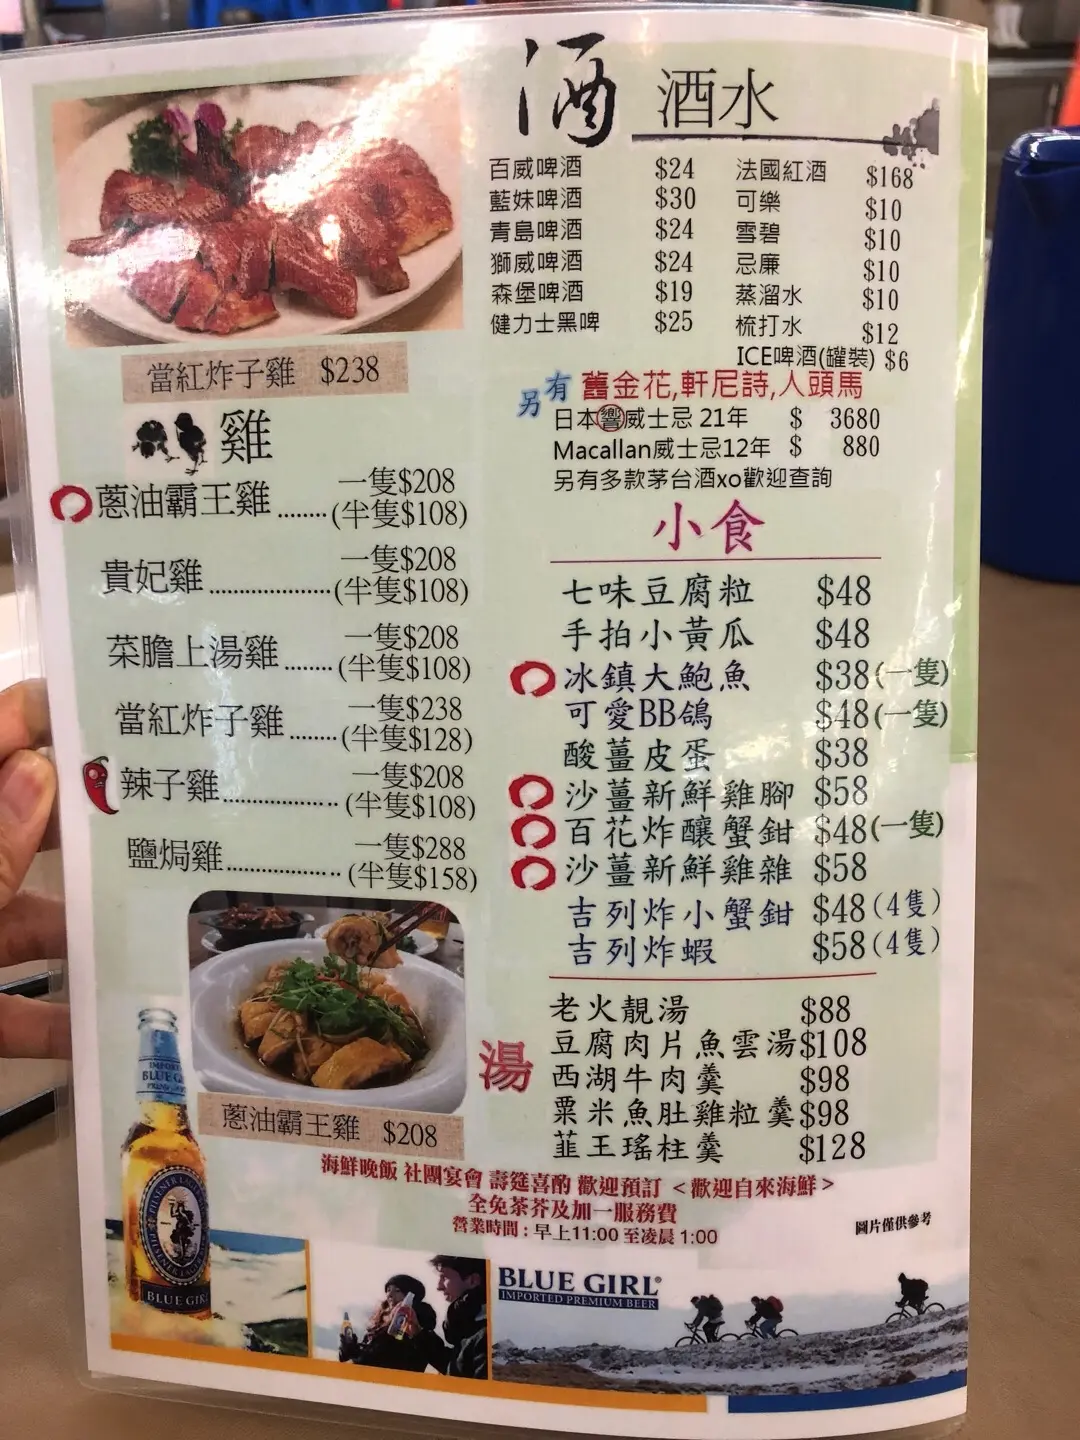 酒 酒水
百威啤酒 $24 法國紅酒 $168
藍妹啤酒 $30 可樂 $10
青島啤酒 $24 雪碧 $10
獅威啤酒 $24 忌廉 $10
森堡啤酒 $19 蒸溜水 $10
健力士黑啤 $25 梳打水 $12
ICE啤酒(罐裝) $6
另有 舊金花,軒尼詩,人頭馬
日本響威士忌 21年 $ 3680
Macallan威士忌12年 $ 880
另有多款茅台酒xo歡迎查詢
當紅炸子雞 $238
雞
蔥油霸王雞........一隻$208
(半隻$108)
貴妃雞.....................一隻$208
(半隻$108)
菜膽上湯雞........一隻$208
(半隻$108)
當紅炸子雞........一隻$238
(半隻$128)
辣子雞....................一隻$208
(半隻$108)
鹽焗雞....................一隻$288
(半隻$158)
蔥油霸王雞 $208
小食
七味豆腐粒 $48
手拍小黃瓜 $48
冰鎮大鮑魚 $38(一隻)
可愛BB鴿 $48(一隻)
酸薑皮蛋 $38
沙薑新鮮雞腳 $58
百花炸釀蟹鉗 $48(一隻)
沙薑新鮮雞雜 $58
吉列炸小蟹鉗 $48(4隻)
吉列炸蝦 $58(4隻)
湯
老火靚湯 $88
豆腐肉片魚雲湯$108
西湖牛肉羹 $98
粟米魚肚雞粒羹$98
韮王瑤柱羹 $128
海鮮晚飯 社團宴會 壽筵喜酌 歡迎預訂 <歡迎自來海鮮>
全免茶芥及加一服務費
營業時間：早上11:00 至凌晨 1:00
圖片僅供參考
BLUE GIRL
BLUE GIRL®
IMPORTED PREMIUM BEER